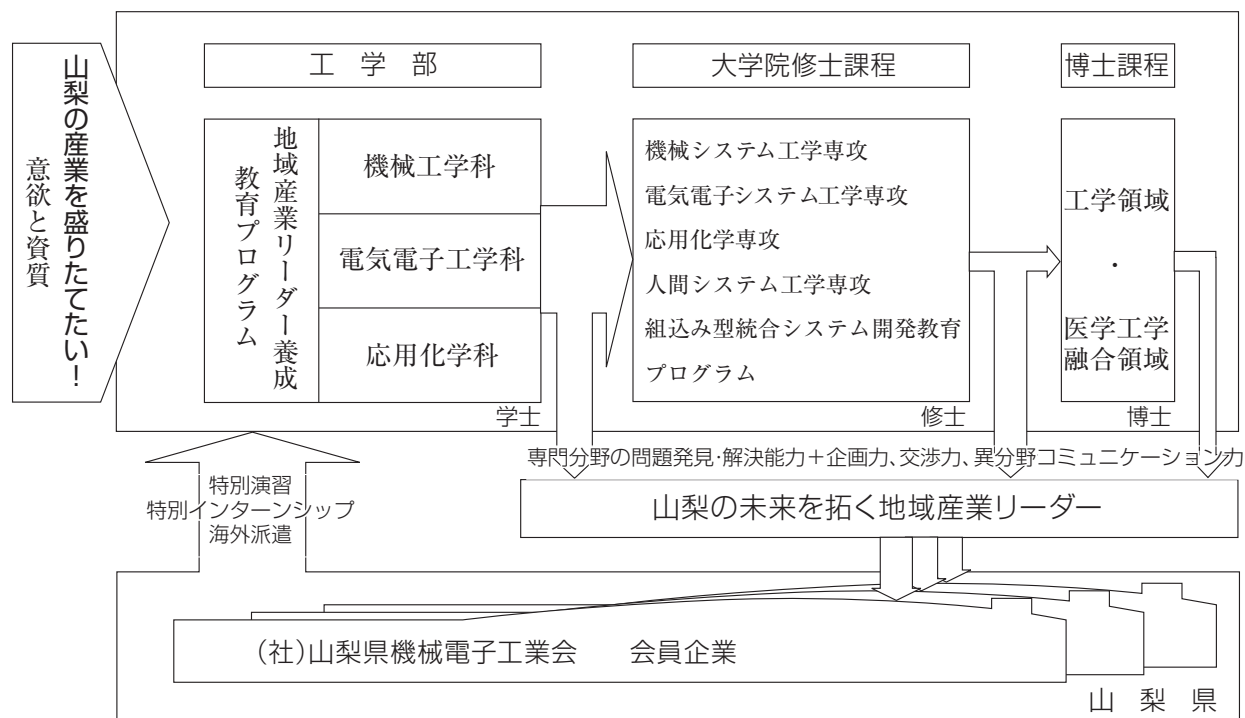 山梨の産業を盛りたてたい！
意欲と資質
工　学　部
大学院修士課程
博士課程
地域産業リーダー養成
教育プログラム
機械工学科
電気電子工学科
応用化学科
学士
機械システム工学専攻
電気電子システム工学専攻
応用化学専攻
人間システム工学専攻
組込み型統合システム開発教育
プログラム
修士
工学領域
・
医学工学
融合領域
博士
専門分野の問題発見・解決能力＋企画力、交渉力、異分野コミュニケーション力
特別演習
特別インターンシップ
海外派遣
山梨の未来を拓く地域産業リーダー
（社）山梨県機械電子工業会　　会員企業
山　梨　県